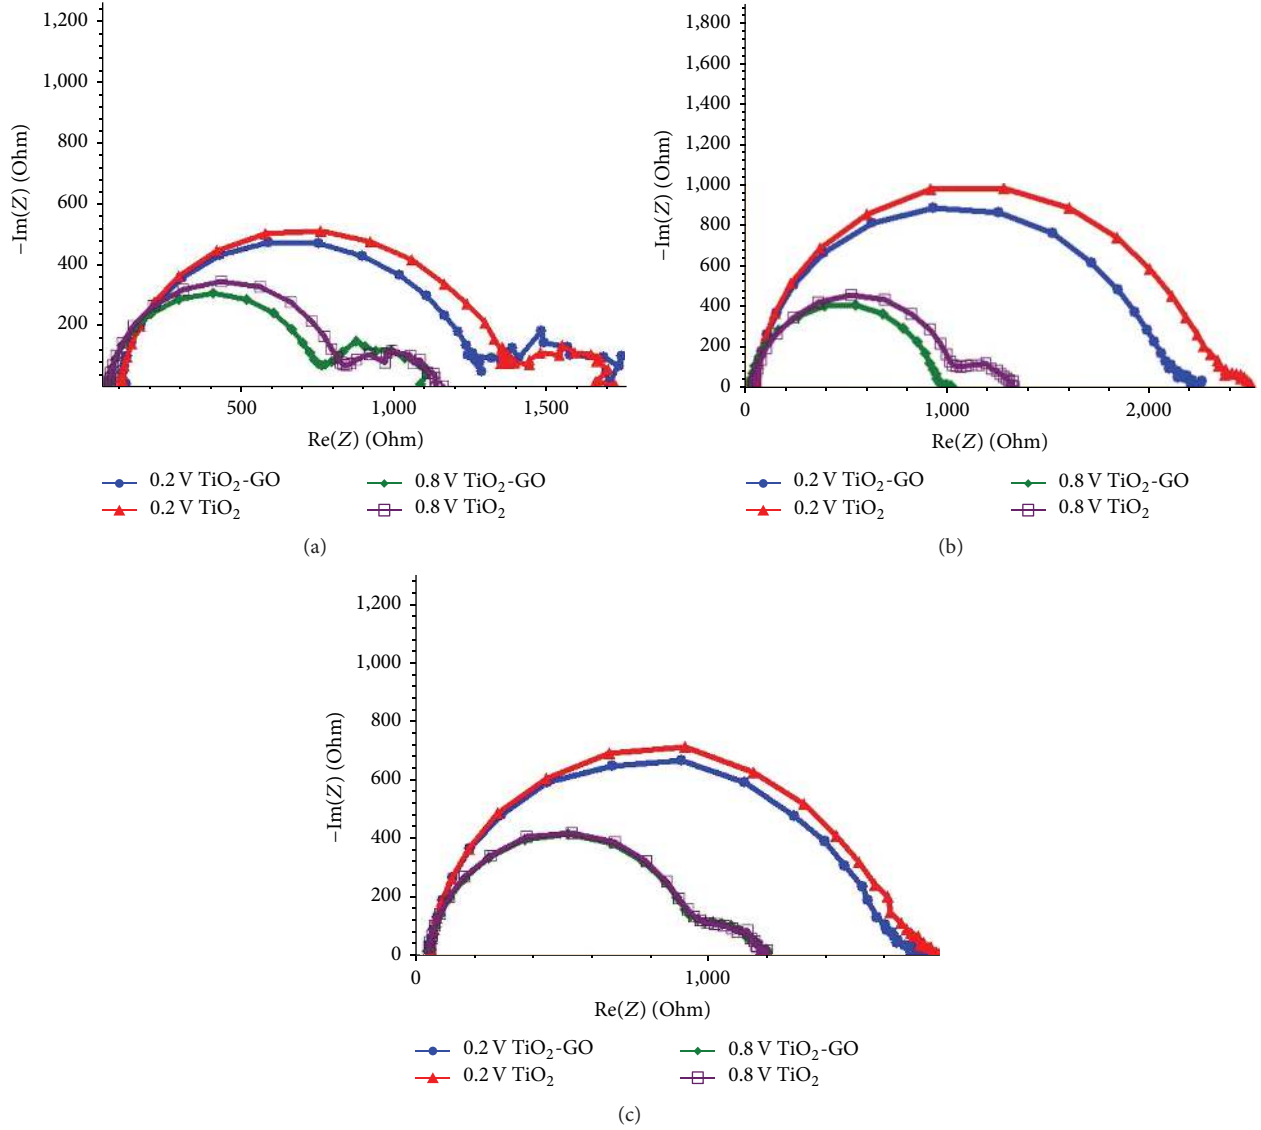 1,200
1,000
800
600
400
200
−Im(Z) (Ohm)
500 1,000 1,500
Re(Z) (Ohm)
0.2 V TiO₂-GO 0.8 V TiO₂-GO
0.2 V TiO₂ 0.8 V TiO₂
(a)
1,800
1,600
1,400
1,200
1,000
800
600
400
200
0
−Im(Z) (Ohm)
0 1,000 2,000
Re(Z) (Ohm)
0.2 V TiO₂-GO 0.8 V TiO₂-GO
0.2 V TiO₂ 0.8 V TiO₂
(b)
1,200
1,000
800
600
400
200
0
−Im(Z) (Ohm)
0 1,000
Re(Z) (Ohm)
0.2 V TiO₂-GO 0.8 V TiO₂-GO
0.2 V TiO₂ 0.8 V TiO₂
(c)